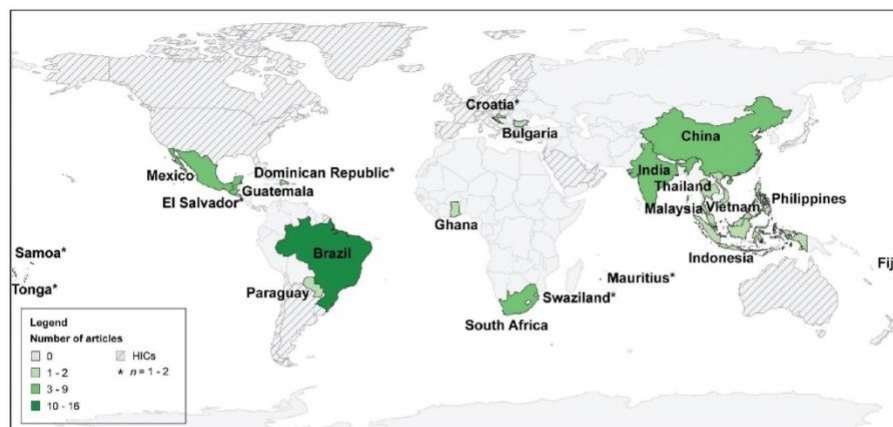 Croatia*
Bulgaria
China
Mexico
Dominican Republic*
Guatemala
El Salvador*
India
Thailand
Malaysia
Vietnam
Philippines
Ghana
Indonesia
Brazil
Samoa*
Tonga*
Mauritius*
Fij
Paraguay
Swaziland*
South Africa
Legend
Number of articles
0
HICs
1 - 2
* n = 1 - 2
3 - 9
10 - 16